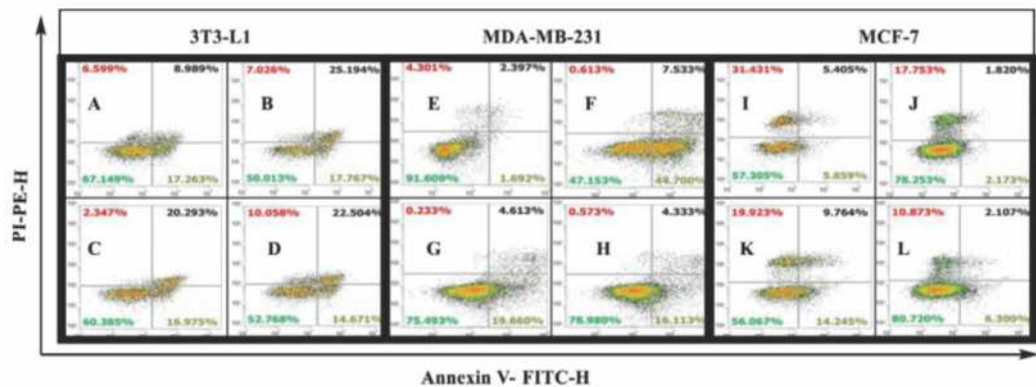 3T3-L1 MDA-MB-231 MCF-7
6.599% 8.989% 7.026% 25.194% 4.301% 2.397% 0.613% 7.533% 31.431% 5.405% 17.753% 1.820%
A B E F I J
67.149% 17.263% 50.013% 17.767% 91.609% 1.692% 47.153% 44.700% 57.305% 5.859% 78.253% 2.173%
2.347% 20.293% 10.058% 22.504% 0.233% 4.613% 0.573% 4.333% 19.923% 9.764% 10.873% 2.107%
C D G H K L
60.385% 16.975% 52.768% 14.671% 75.493% 19.660% 78.980% 16.113% 56.067% 14.245% 80.720% 6.300%
PI-PE-H
Annexin V- FITC-H